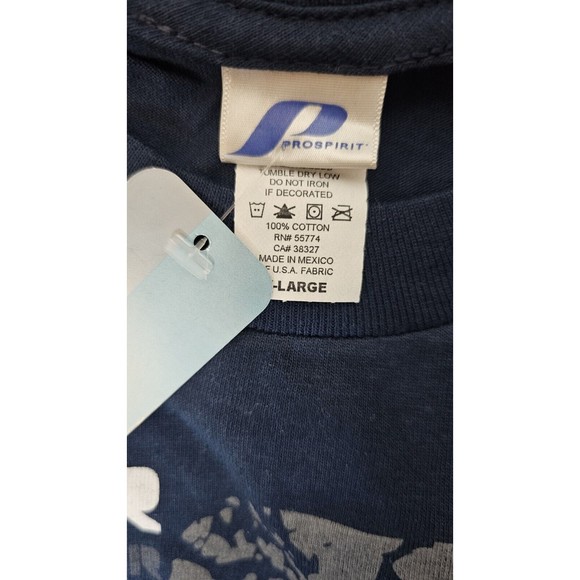 PROSPIRIT
TUMBLE DRY LOW
DO NOT IRON
IF DECORATED
100% COTTON
RN# 55774
CA# 38327
MADE IN MEXICO
U.S.A. FABRIC
-LARGE
R